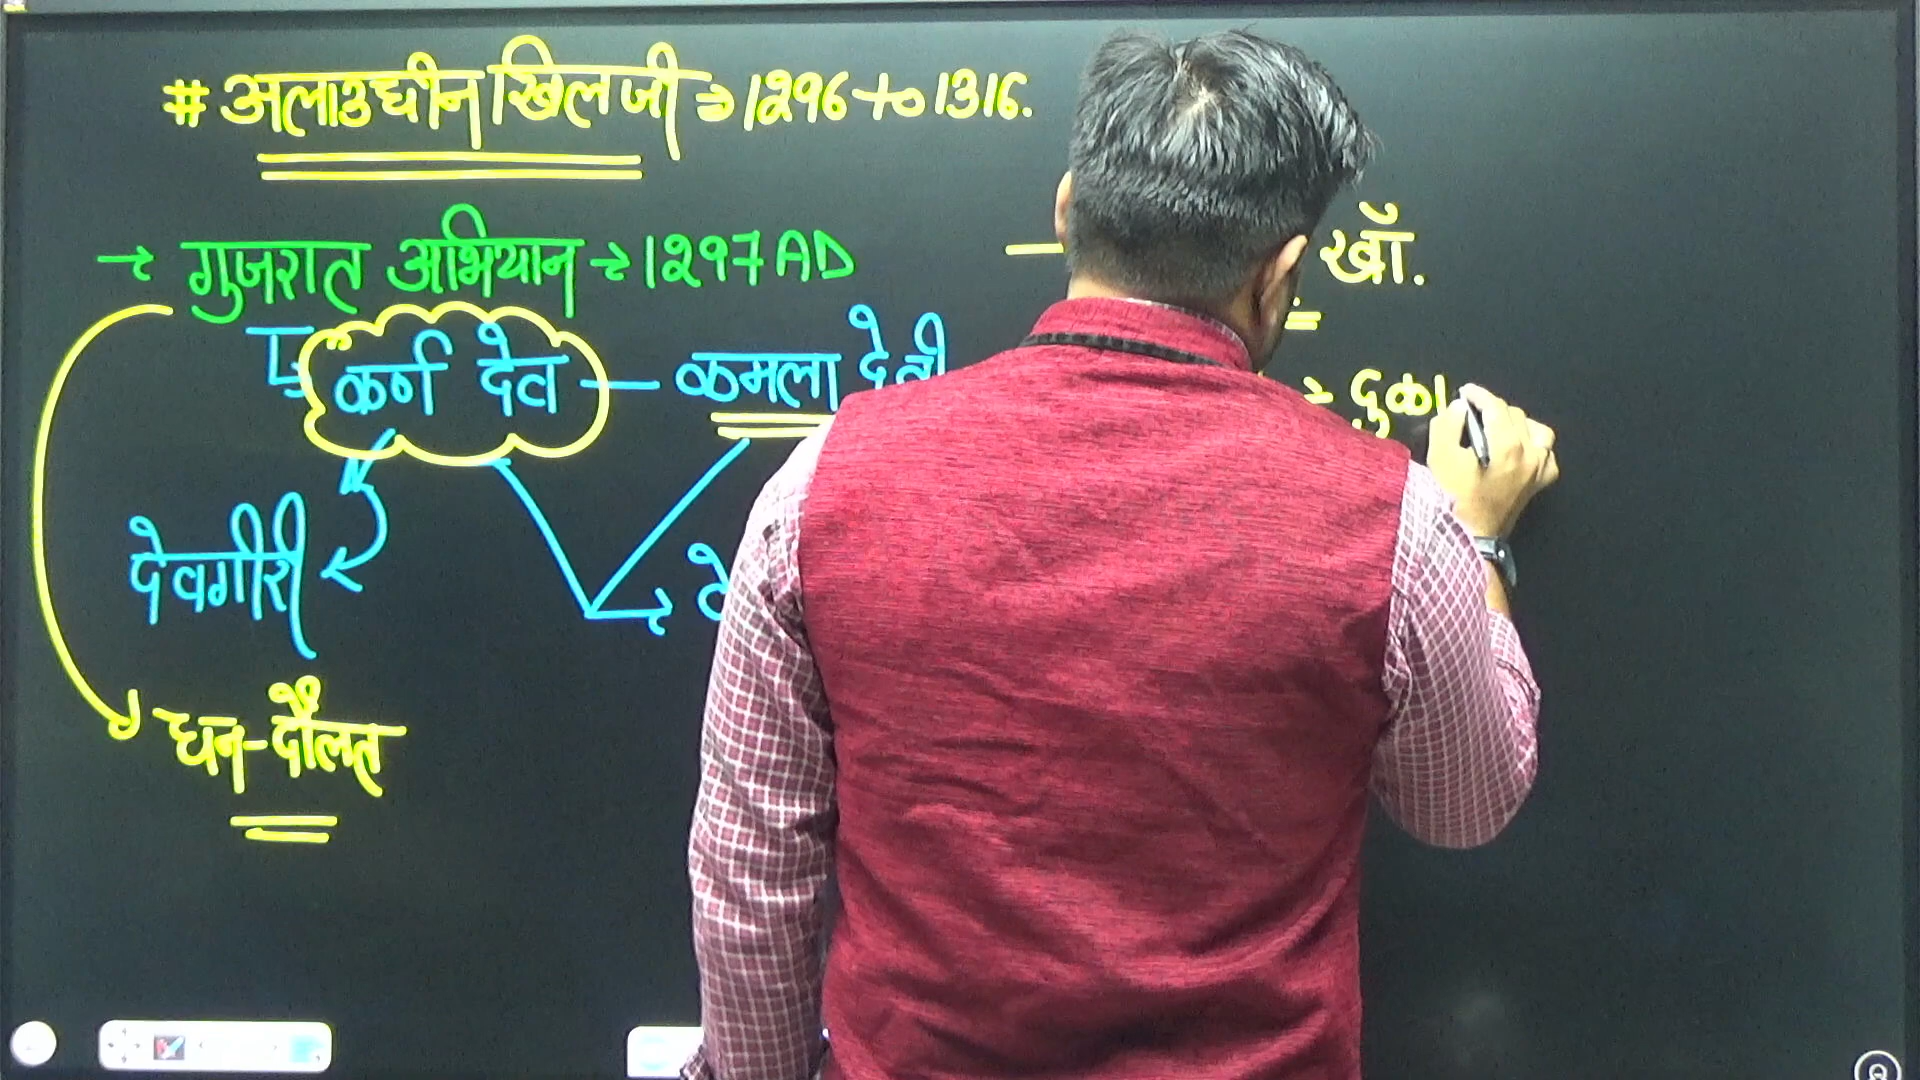 # अलाउद्दीन खिलजी → 1296 to 1316.
→ गुजरात अभियान → 1297 AD
खाँ.
कर्ण देव — कमला देवी
देवगीरी
धन-दौलत